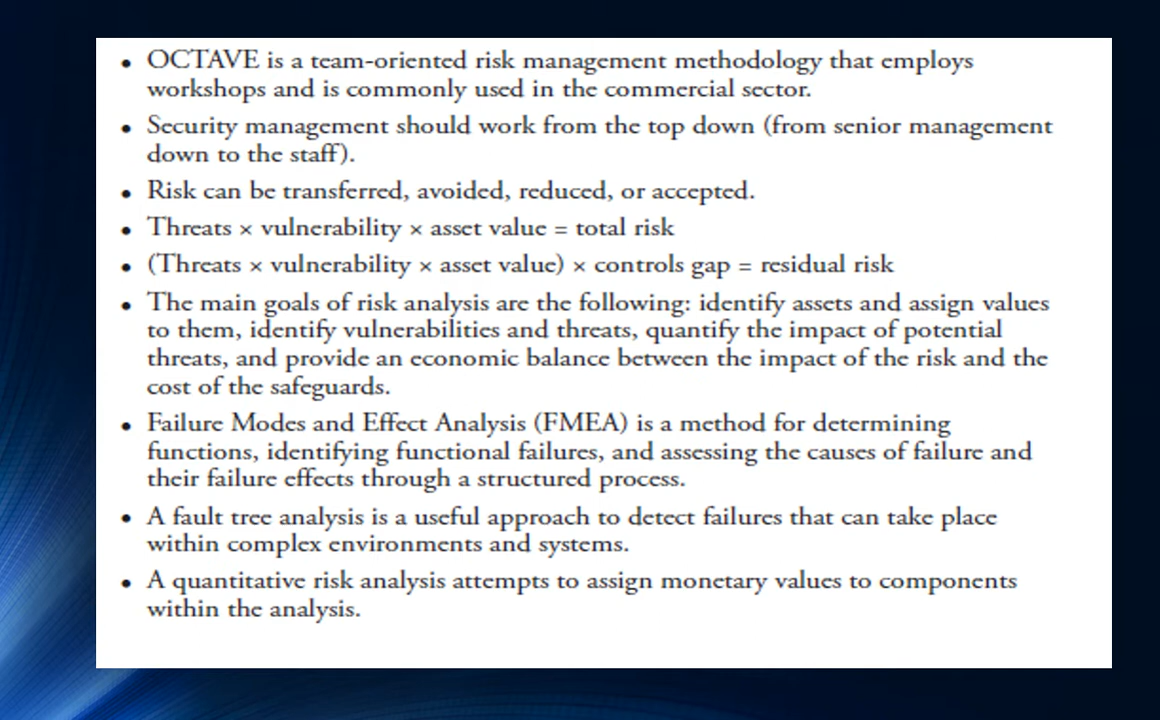 • OCTAVE is a team-oriented risk management methodology that employs
workshops and is commonly used in the commercial sector.
• Security management should work from the top down (from senior management
down to the staff).
• Risk can be transferred, avoided, reduced, or accepted.
• Threats × vulnerability × asset value = total risk
• (Threats × vulnerability × asset value) × controls gap = residual risk
• The main goals of risk analysis are the following: identify assets and assign values
to them, identify vulnerabilities and threats, quantify the impact of potential
threats, and provide an economic balance between the impact of the risk and the
cost of the safeguards.
• Failure Modes and Effect Analysis (FMEA) is a method for determining
functions, identifying functional failures, and assessing the causes of failure and
their failure effects through a structured process.
• A fault tree analysis is a useful approach to detect failures that can take place
within complex environments and systems.
• A quantitative risk analysis attempts to assign monetary values to components
within the analysis.